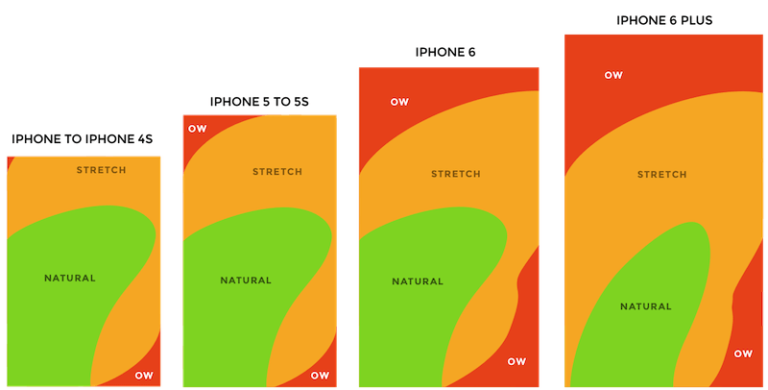 IPHONE TO IPHONE 4S
STRETCH
NATURAL
OW
IPHONE 5 TO 5S
OW
STRETCH
NATURAL
OW
IPHONE 6
OW
STRETCH
NATURAL
OW
IPHONE 6 PLUS
OW
STRETCH
NATURAL
OW